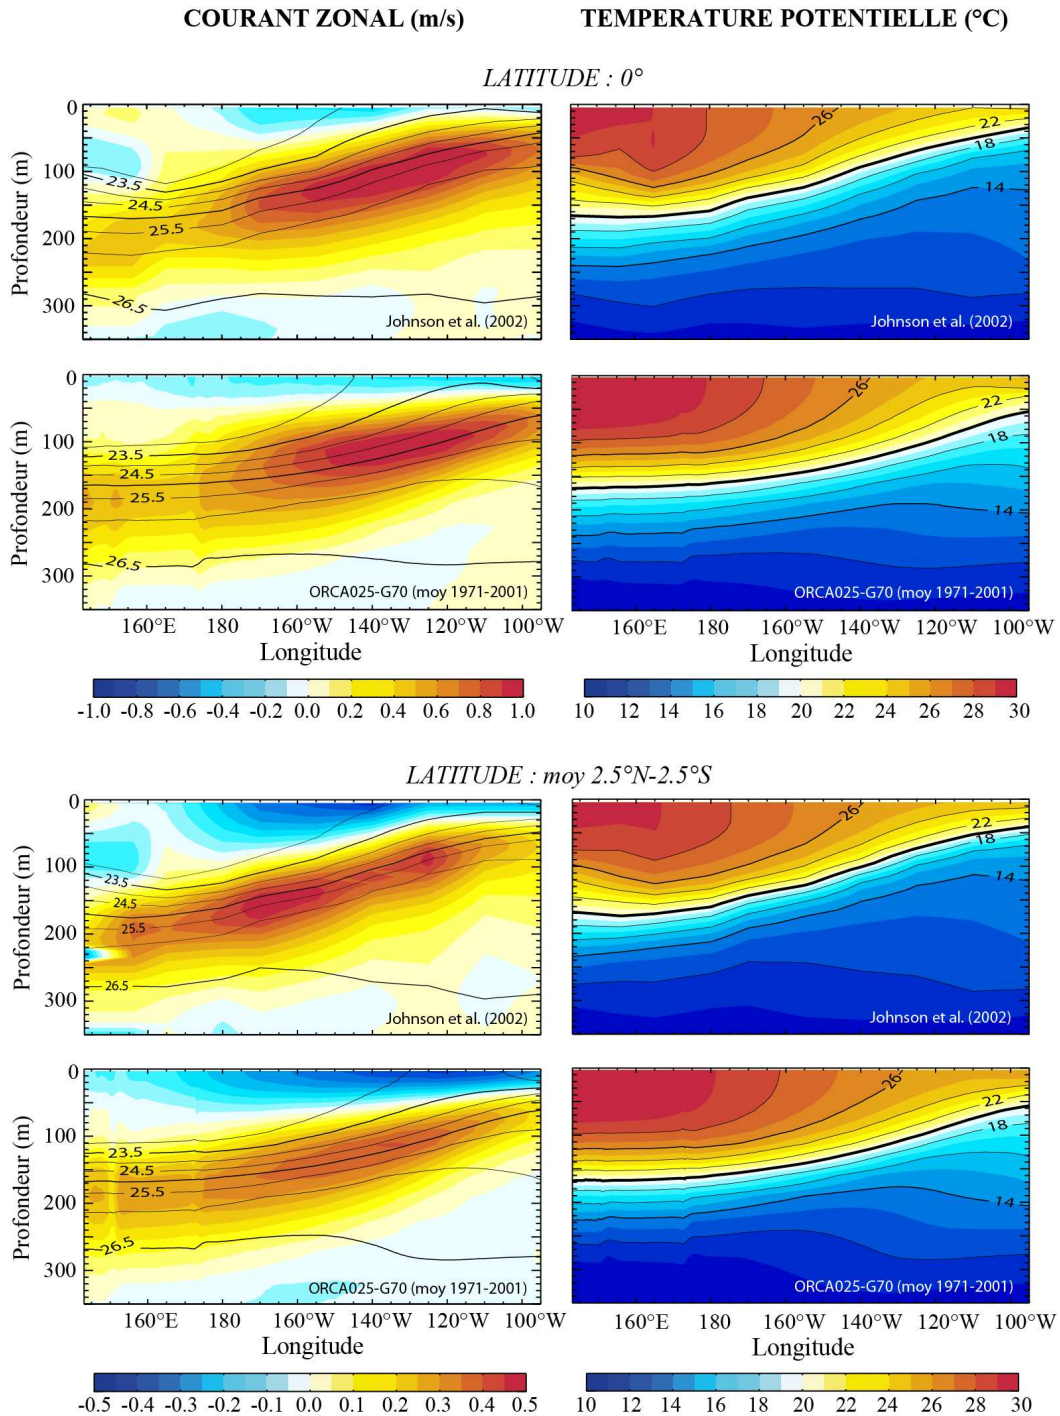 COURANT ZONAL (m/s) TEMPERATURE POTENTIELLE (°C)
LATITUDE : 0°
0
100
200
300
Profondeur (m)
23.5
24.5
25.5
26.5
Johnson et al. (2002)
26
22
18
14
Johnson et al. (2002)
0
100
200
300
Profondeur (m)
23.5
24.5
25.5
26.5
ORCA025-G70 (moy 1971-2001)
26
22
18
14
ORCA025-G70 (moy 1971-2001)
160°E 180 160°W 140°W 120°W 100°W
Longitude
160°E 180 160°W 140°W 120°W 100°W
Longitude
-1.0 -0.8 -0.6 -0.4 -0.2 0.0 0.2 0.4 0.6 0.8 1.0
10 12 14 16 18 20 22 24 26 28 30
LATITUDE : moy 2.5°N-2.5°S
0
100
200
300
Profondeur (m)
23.5
24.5
25.5
26.5
Johnson et al. (2002)
26
22
18
14
Johnson et al. (2002)
0
100
200
300
Profondeur (m)
23.5
24.5
25.5
26.5
ORCA025-G70 (moy 1971-2001)
26
22
18
14
ORCA025-G70 (moy 1971-2001)
160°E 180 160°W 140°W 120°W 100°W
Longitude
160°E 180 160°W 140°W 120°W 100°W
Longitude
-0.5 -0.4 -0.3 -0.2 -0.1 0.0 0.1 0.2 0.3 0.4 0.5
10 12 14 16 18 20 22 24 26 28 30